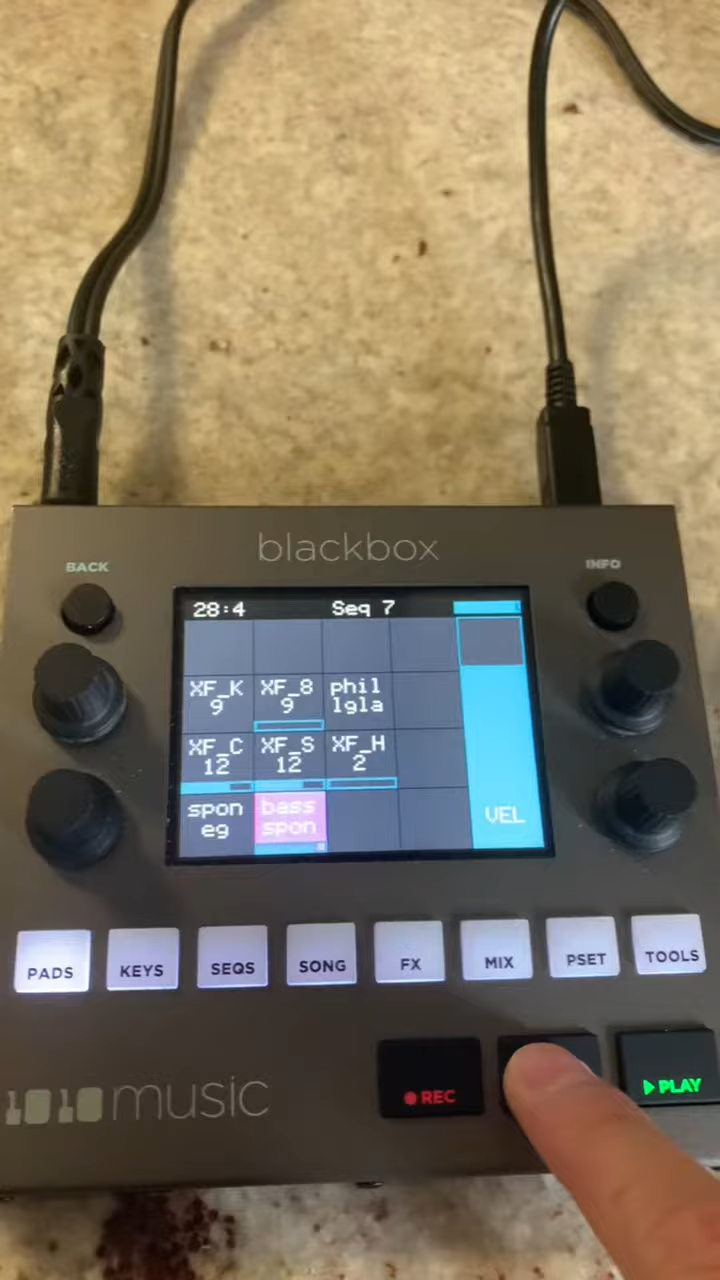 blackbox
BACK
INFO
28:4 Seq 7
XF_K
9
XF_8
9
phil
lgla
XF_C
12
XF_S
12
XF_H
2
spon
eg
bass
spon
VEL
PADS
KEYS
SEQS
SONG
FX
MIX
PSET
TOOLS
1010music
REC
PLAY